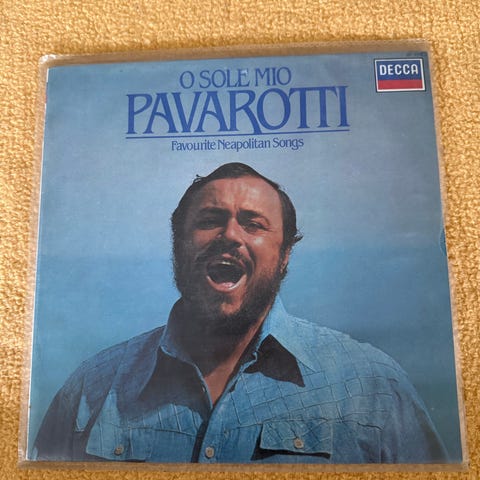 O SOLE MIO
DECCA
PAVAROTTI
Favourite Neapolitan Songs